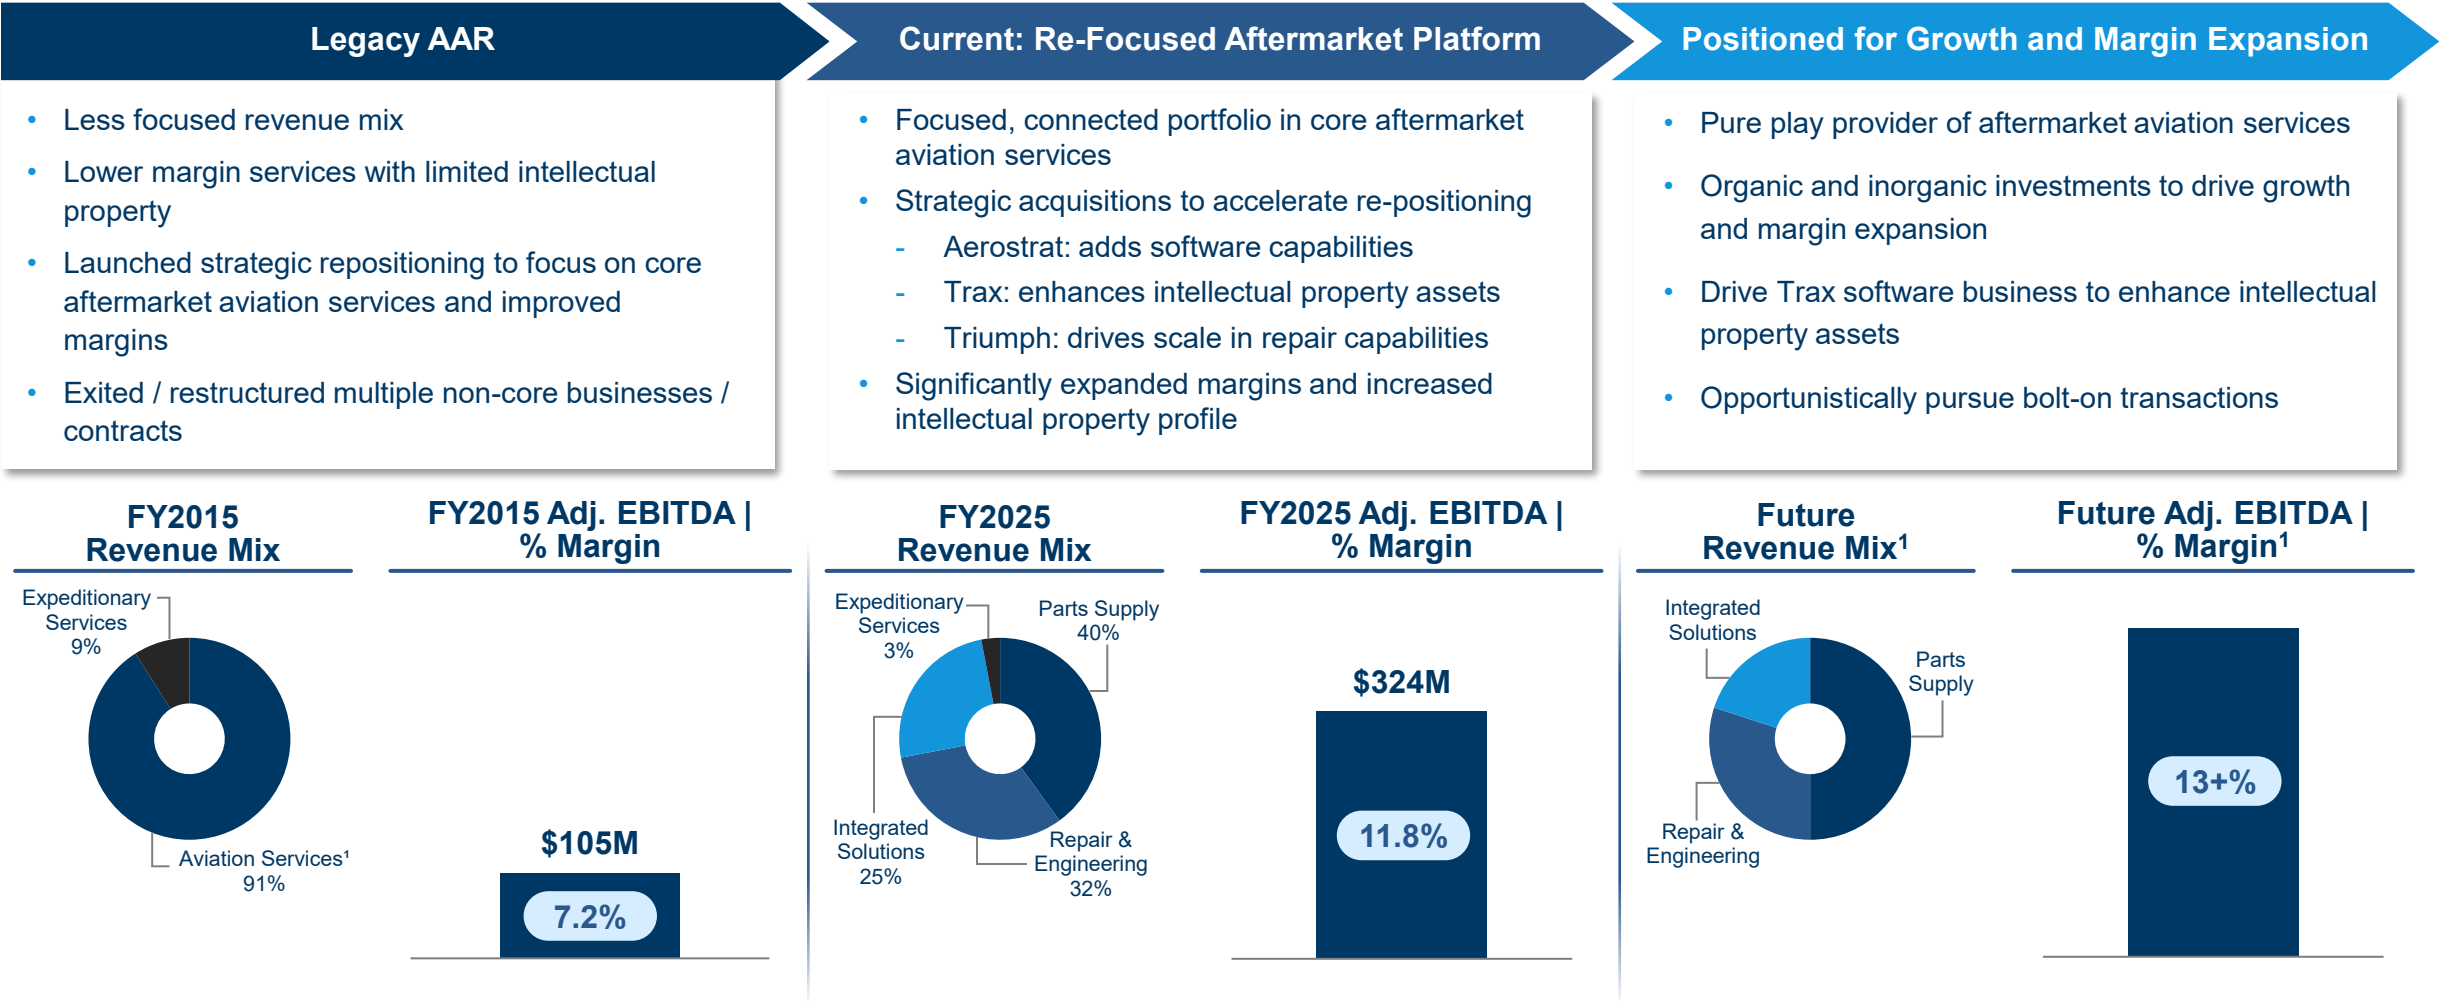 Legacy AAR
• Less focused revenue mix
• Lower margin services with limited intellectual
property
• Launched strategic repositioning to focus on core
aftermarket aviation services and improved
margins
• Exited / restructured multiple non-core businesses /
contracts
Current: Re-Focused Aftermarket Platform
• Focused, connected portfolio in core aftermarket
aviation services
• Strategic acquisitions to accelerate re-positioning
- Aerostrat: adds software capabilities
- Trax: enhances intellectual property assets
- Triumph: drives scale in repair capabilities
• Significantly expanded margins and increased
intellectual property profile
Positioned for Growth and Margin Expansion
• Pure play provider of aftermarket aviation services
• Organic and inorganic investments to drive growth
and margin expansion
• Drive Trax software business to enhance intellectual
property assets
• Opportunistically pursue bolt-on transactions
FY2015
Revenue Mix
Expeditionary
Services
9%
Aviation Services¹
91%
FY2015 Adj. EBITDA |
% Margin
$105M
7.2%
FY2025
Revenue Mix
Expeditionary
Services
3%
Parts Supply
40%
Integrated
Solutions
25%
Repair &
Engineering
32%
FY2025 Adj. EBITDA |
% Margin
$324M
11.8%
Future
Revenue Mix¹
Integrated
Solutions
Parts
Supply
Repair &
Engineering
Future Adj. EBITDA |
% Margin¹
13+%